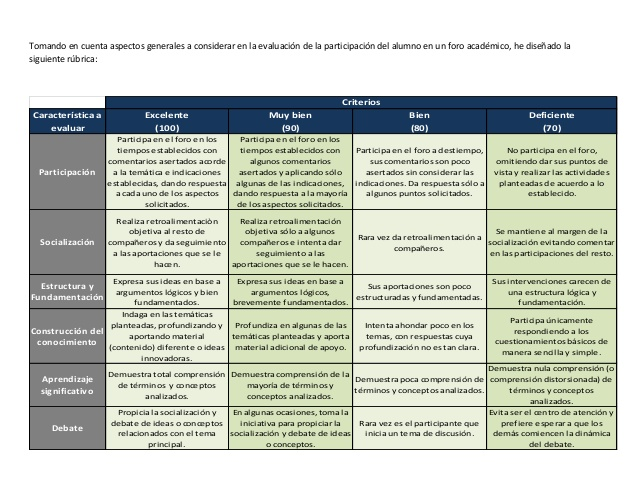 Tomando en cuenta aspectos generales a considerar en la evaluación de la participación del alumno en un foro académico, he diseñado la
siguiente rúbrica:
Criterios
Característica a
evaluar
Excelente
(100)
Muy bien
(90)
Bien
(80)
Deficiente
(70)
Participación
Participa en el foro en los
tiempos establecidos con
comentarios asertados acorde
a la temática e indicaciones
establecidas, dando respuesta
a cada uno de los aspectos
solicitados.
Participa en el foro en los
tiempos establecidos con
algunos comentarios
asertados y aplicando sólo
algunas de las indicaciones,
dando respuesta a la mayoría
de los aspectos solicitados.
Participa en el foro a destiempo,
sus comentarios son poco
asertados sin considerar las
indicaciones. Da respuesta sólo a
algunos puntos solicitados.
No participa en el foro,
omitiendo dar sus puntos de
vista y realizar las actividades
planteadas de acuerdo a lo
establecido.
Socialización
Realiza retroalimentación
objetiva al resto de
compañeros y da seguimiento
a las aportaciones que se le
hacen.
Realiza retroalimentación
objetiva sólo a algunos
compañeros e intenta dar
seguimiento a las
aportaciones que se le hacen.
Rara vez da retroalimentación a
compañeros.
Se mantiene al margen de la
socialización evitando comentar
en las participaciones del resto.
Estructura y
Fundamentación
Expresa sus ideas en base a
argumentos lógicos y bien
fundamentados.
Expresa sus ideas en base a
argumentos lógicos,
brevemente fundamentados.
Sus aportaciones son poco
estructuradas y fundamentadas.
Sus intervenciones carecen de
una estructura lógica y
fundamentación.
Construcción del
conocimiento
Indaga en las temáticas
planteadas, profundizando y
aportando material
(contenido) diferente o ideas
innovadoras.
Profundiza en algunas de las
temáticas planteadas y aporta
material adicional de apoyo.
Intenta ahondar poco en los
temas, con respuestas cuya
profundización no es tan clara.
Participa únicamente
respondiendo a los
cuestionamientos básicos de
manera sencilla y simple.
Aprendizaje
significativo
Demuestra total comprensión
de términos y conceptos
analizados.
Demuestra comprensión de la
mayoría de términos y
conceptos analizados.
Demuestra poca comprensión de
términos y conceptos analizados.
Demuestra nula comprensión (o
comprensión distorsionada) de
términos y conceptos
analizados.
Debate
Propicia la socialización y
debate de ideas o conceptos
relacionados con el tema
principal.
En algunas ocasiones, toma la
iniciativa para propiciar la
socialización y debate de ideas
o conceptos.
Rara vez es el participante que
inicia un tema de discusión.
Evita ser el centro de atención y
prefiere esperar a que los
demás comiencen la dinámica
del debate.